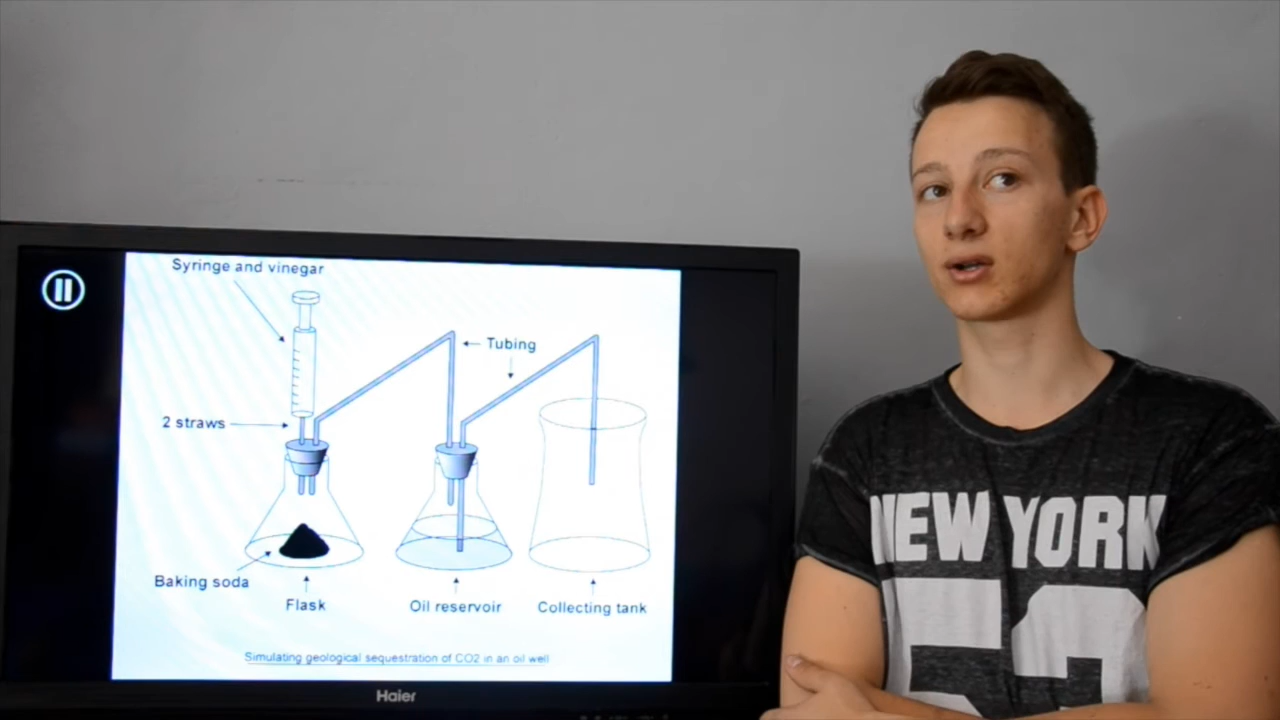 Syringe and vinegar
Tubing
2 straws
Baking soda
Flask
Oil reservoir
Collecting tank
Simulating geological sequestration of CO2 in an oil well
Haier
NEW YORK